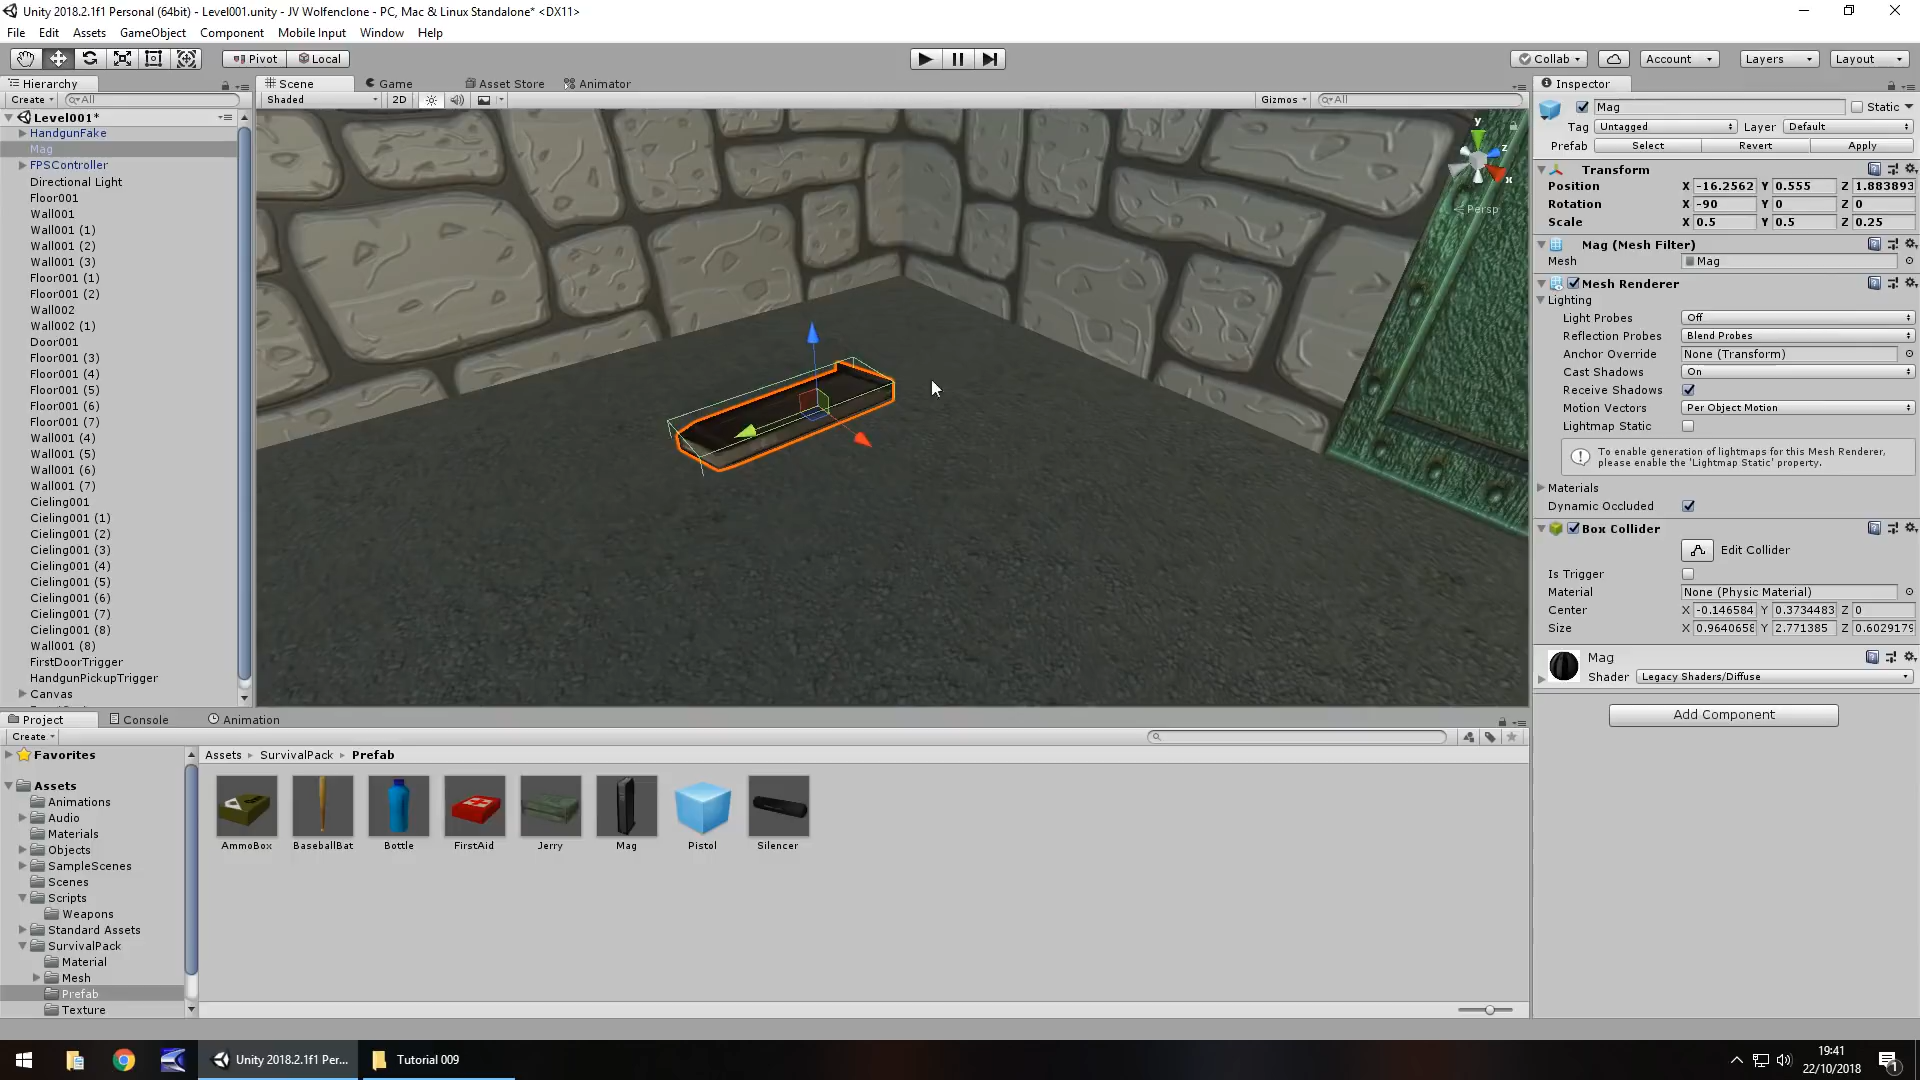 Unity 2018.2.1f1 Personal (64bit) - Level001.unity - JV Wolfenclone - PC, Mac & Linux Standalone* <DX11>
File Edit Assets GameObject Component Mobile Input Window Help
Pivot Local Collab Account Layers Layout
Hierarchy Scene Game Asset Store Animator Inspector
Create All Shaded 2D Gizmos All
Level001*
HandgunFake
Mag
FPSController
Directional Light
Floor001
Wall001
Wall001 (1)
Wall001 (2)
Wall001 (3)
Floor001 (1)
Floor001 (2)
Wall002
Wall002 (1)
Door001
Floor001 (3)
Floor001 (4)
Floor001 (5)
Floor001 (6)
Floor001 (7)
Wall001 (4)
Wall001 (5)
Wall001 (6)
Wall001 (7)
Cieling001
Cieling001 (1)
Cieling001 (2)
Cieling001 (3)
Cieling001 (4)
Cieling001 (5)
Cieling001 (6)
Cieling001 (7)
Cieling001 (8)
Wall001 (8)
FirstDoorTrigger
HandgunPickupTrigger
Canvas
y
z
x
Persp
Mag Static
Tag Untagged Layer Default
Prefab Select Revert Apply
Transform
Position X -16.2562 Y 0.555 Z 1.883893
Rotation X -90 Y 0 Z 0
Scale X 0.5 Y 0.5 Z 0.25
Mag (Mesh Filter)
Mesh Mag
Mesh Renderer
Lighting
Light Probes Off
Reflection Probes Blend Probes
Anchor Override None (Transform)
Cast Shadows On
Receive Shadows
Motion Vectors Per Object Motion
Lightmap Static
To enable generation of lightmaps for this Mesh Renderer,
please enable the 'Lightmap Static' property.
Materials
Dynamic Occluded
Box Collider
Edit Collider
Is Trigger
Material None (Physic Material)
Center X -0.146584 Y 0.3734483 Z 0
Size X 0.9640658 Y 2.771385 Z 0.6029179
Mag
Shader Legacy Shaders/Diffuse
Add Component
Project Console Animation
Create
Favorites
Assets
Animations
Audio
Materials
Objects
SampleScenes
Scenes
Scripts
Weapons
Standard Assets
SurvivalPack
Material
Mesh
Prefab
Texture
Assets SurvivalPack Prefab
AmmoBox BaseballBat Bottle FirstAid Jerry Mag Pistol Silencer
Unity 2018.2.1f1 Per... Tutorial 009
19:41
22/10/2018
1